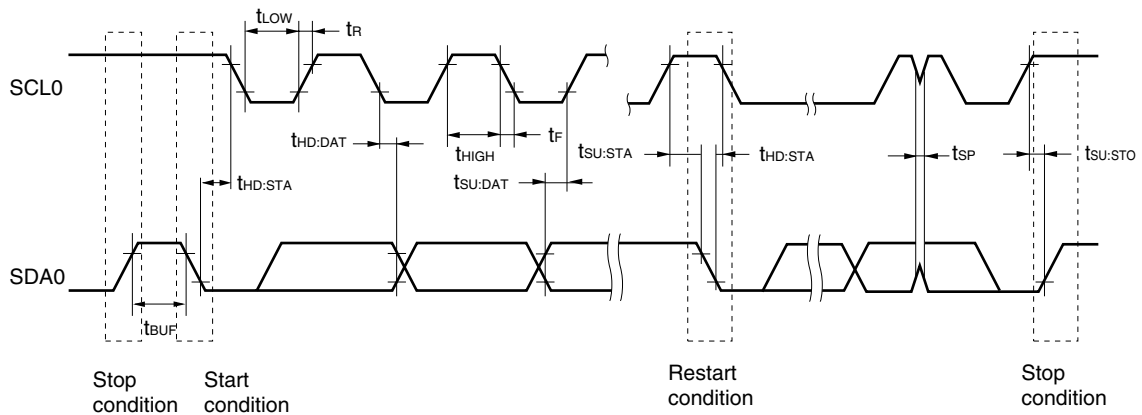 tLOW
tR
SCL0
tHD:DAT
tHIGH
tF
tSU:STA
tHD:STA
tSP
tSU:STO
tHD:STA
tSU:DAT
SDA0
tBUF
Stop
condition
Start
condition
Restart
condition
Stop
condition